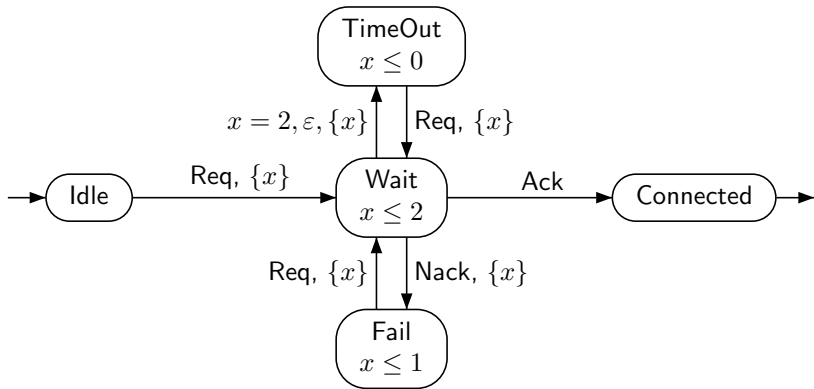 TimeOut
x ≤ 0
x = 2, ε, {x}
Req, {x}
Req, {x}
Idle
Wait
x ≤ 2
Ack
Connected
Req, {x}
Nack, {x}
Fail
x ≤ 1